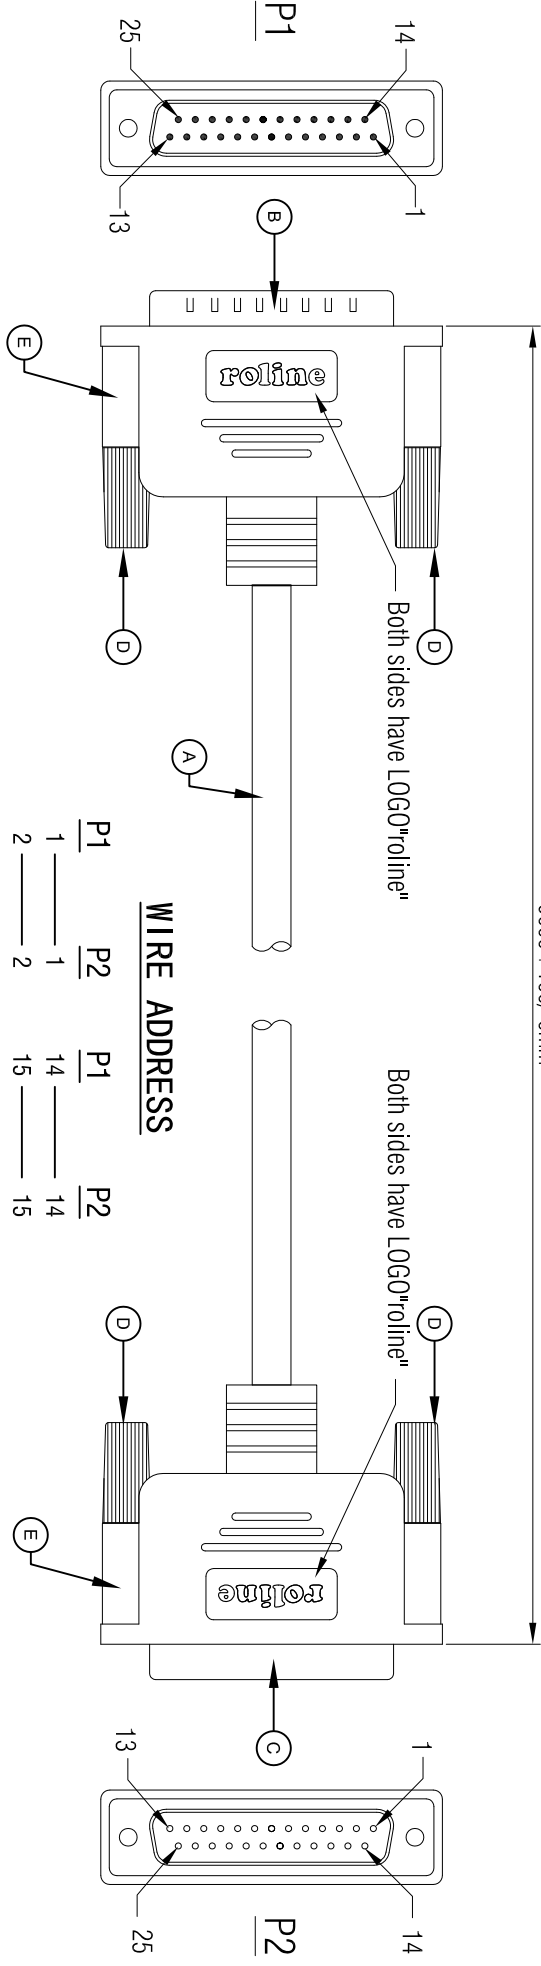 P1
25
14
13
1
B
E
roline
D
D
Both sides have LOGO"roline"
A
WIRE ADDRESS
P1 P2 P1 P2
1 1 14 14
2 2 15 15
Both sides have LOGO"roline"
D
D
E
roline
C
13
1
25
14
P2